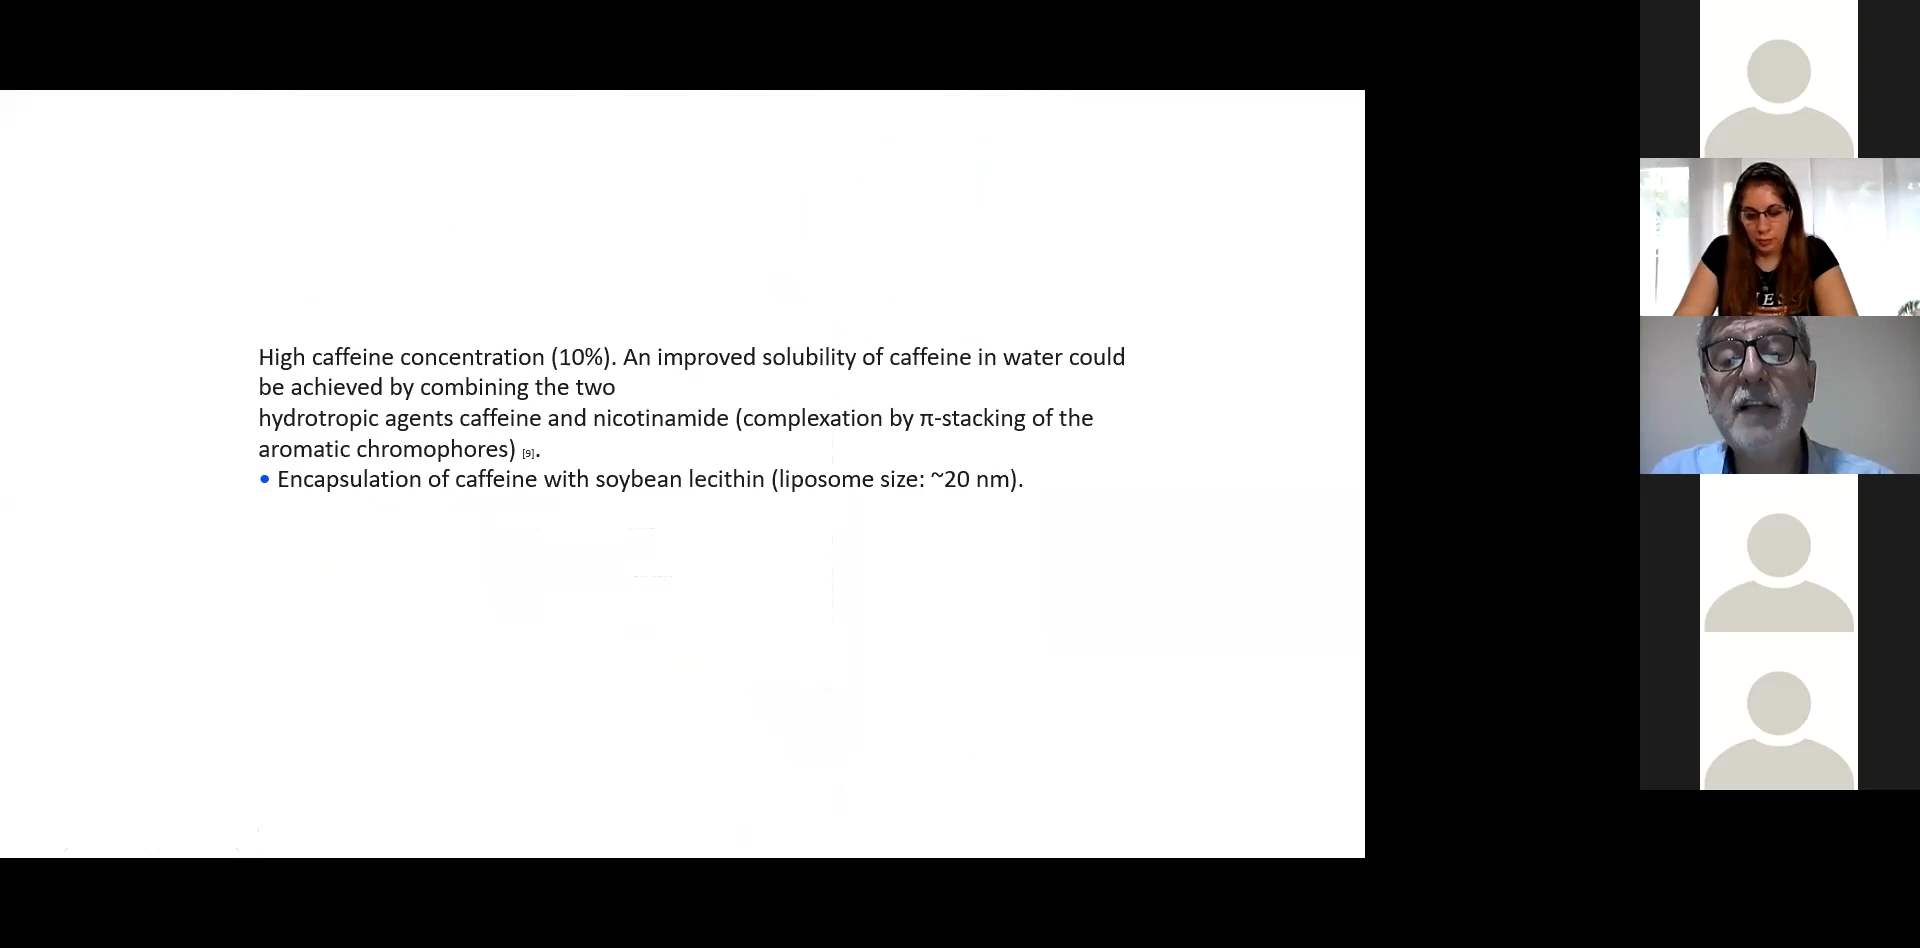 High caffeine concentration (10%). An improved solubility of caffeine in water could
be achieved by combining the two
hydrotropic agents caffeine and nicotinamide (complexation by π-stacking of the
aromatic chromophores) [9].
• Encapsulation of caffeine with soybean lecithin (liposome size: ~20 nm).